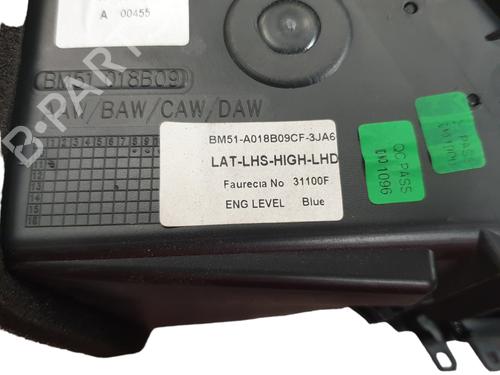 A 00455
BM51 018B09
AW/BAW/CAW/DAW
BM51-A018B09CF-3JA6
LAT-LHS-HIGH-LHD
Faurecia No 31100F
ENG LEVEL Blue
QC PASS
1096
B-PART